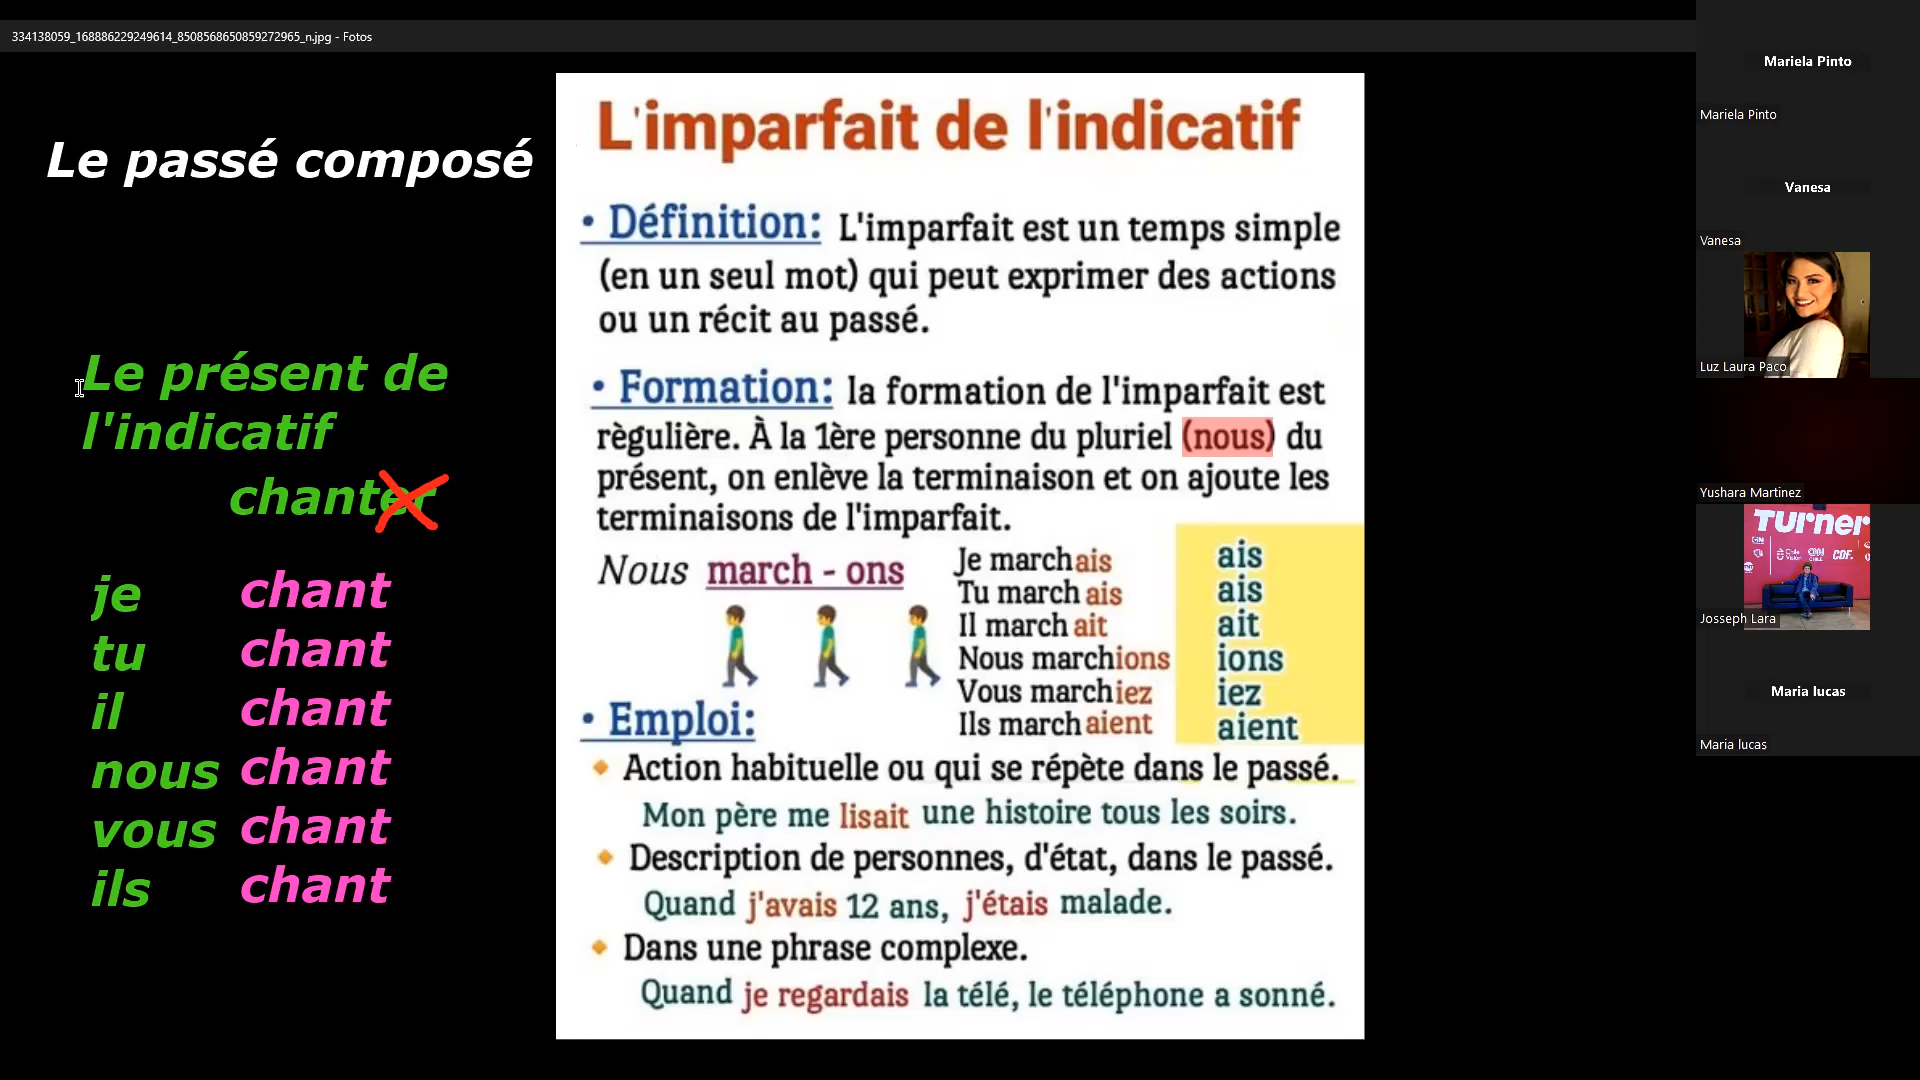 334138059_168886229249614_8508568650859272965_n.jpg - Fotos
Le passé composé
Le présent de
l'indicatif
chanter
je chant
tu chant
il chant
nous chant
vous chant
ils chant
L'imparfait de l'indicatif
• Définition: L'imparfait est un temps simple
(en un seul mot) qui peut exprimer des actions
ou un récit au passé.
• Formation: la formation de l'imparfait est
règulière. À la 1ère personne du pluriel (nous) du
présent, on enlève la terminaison et on ajoute les
terminaisons de l'imparfait.
Nous march - ons
Je marchais
Tu march ais
Il march ait
Nous marchions
Vous marchiez
Ils marchaient
ais
ais
ait
ions
iez
aient
• Emploi:
Action habituelle ou qui se répète dans le passé.
Mon père me lisait une histoire tous les soirs.
Description de personnes, d'état, dans le passé.
Quand j'avais 12 ans, j'étais malade.
Dans une phrase complexe.
Quand je regardais la télé, le téléphone a sonné.
Mariela Pinto
Mariela Pinto
Vanesa
Vanesa
Luz Laura Paco
Yushara Martinez
Turner
Chile
CNN
CDF.
Josseph Lara
Maria lucas
Maria lucas